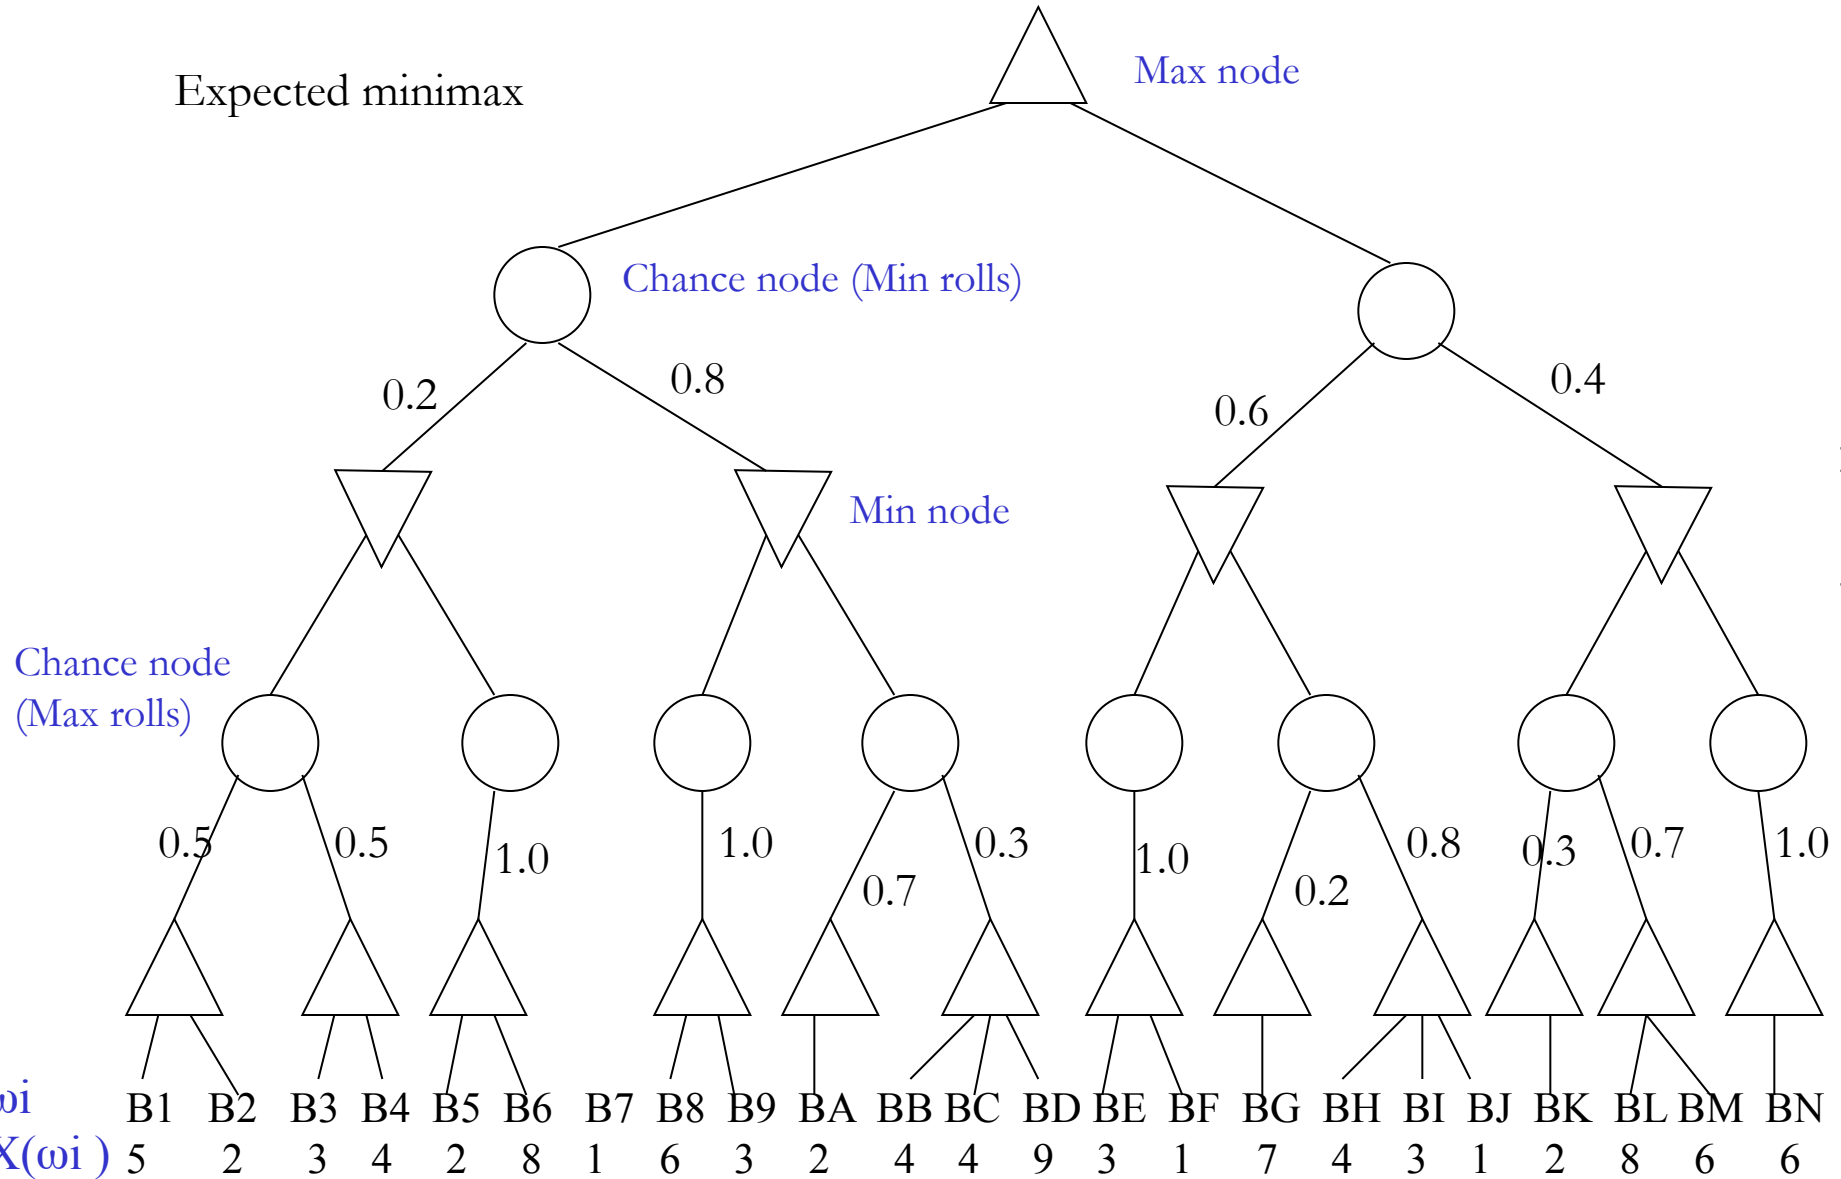 Max node
Expected minimax
Chance node (Min rolls)
0.2 0.8 0.6 0.4
Min node
Chance node
(Max rolls)
0.5 0.5 1.0 1.0 0.7 0.3 1.0 0.2 0.8 0.3 0.7 1.0
ωi B1 B2 B3 B4 B5 B6 B7 B8 B9 BA BB BC BD BE BF BG BH BI BJ BK BL BM BN
X(ωi ) 5 2 3 4 2 8 1 6 3 2 4 4 9 3 1 7 4 3 1 2 8 6 6